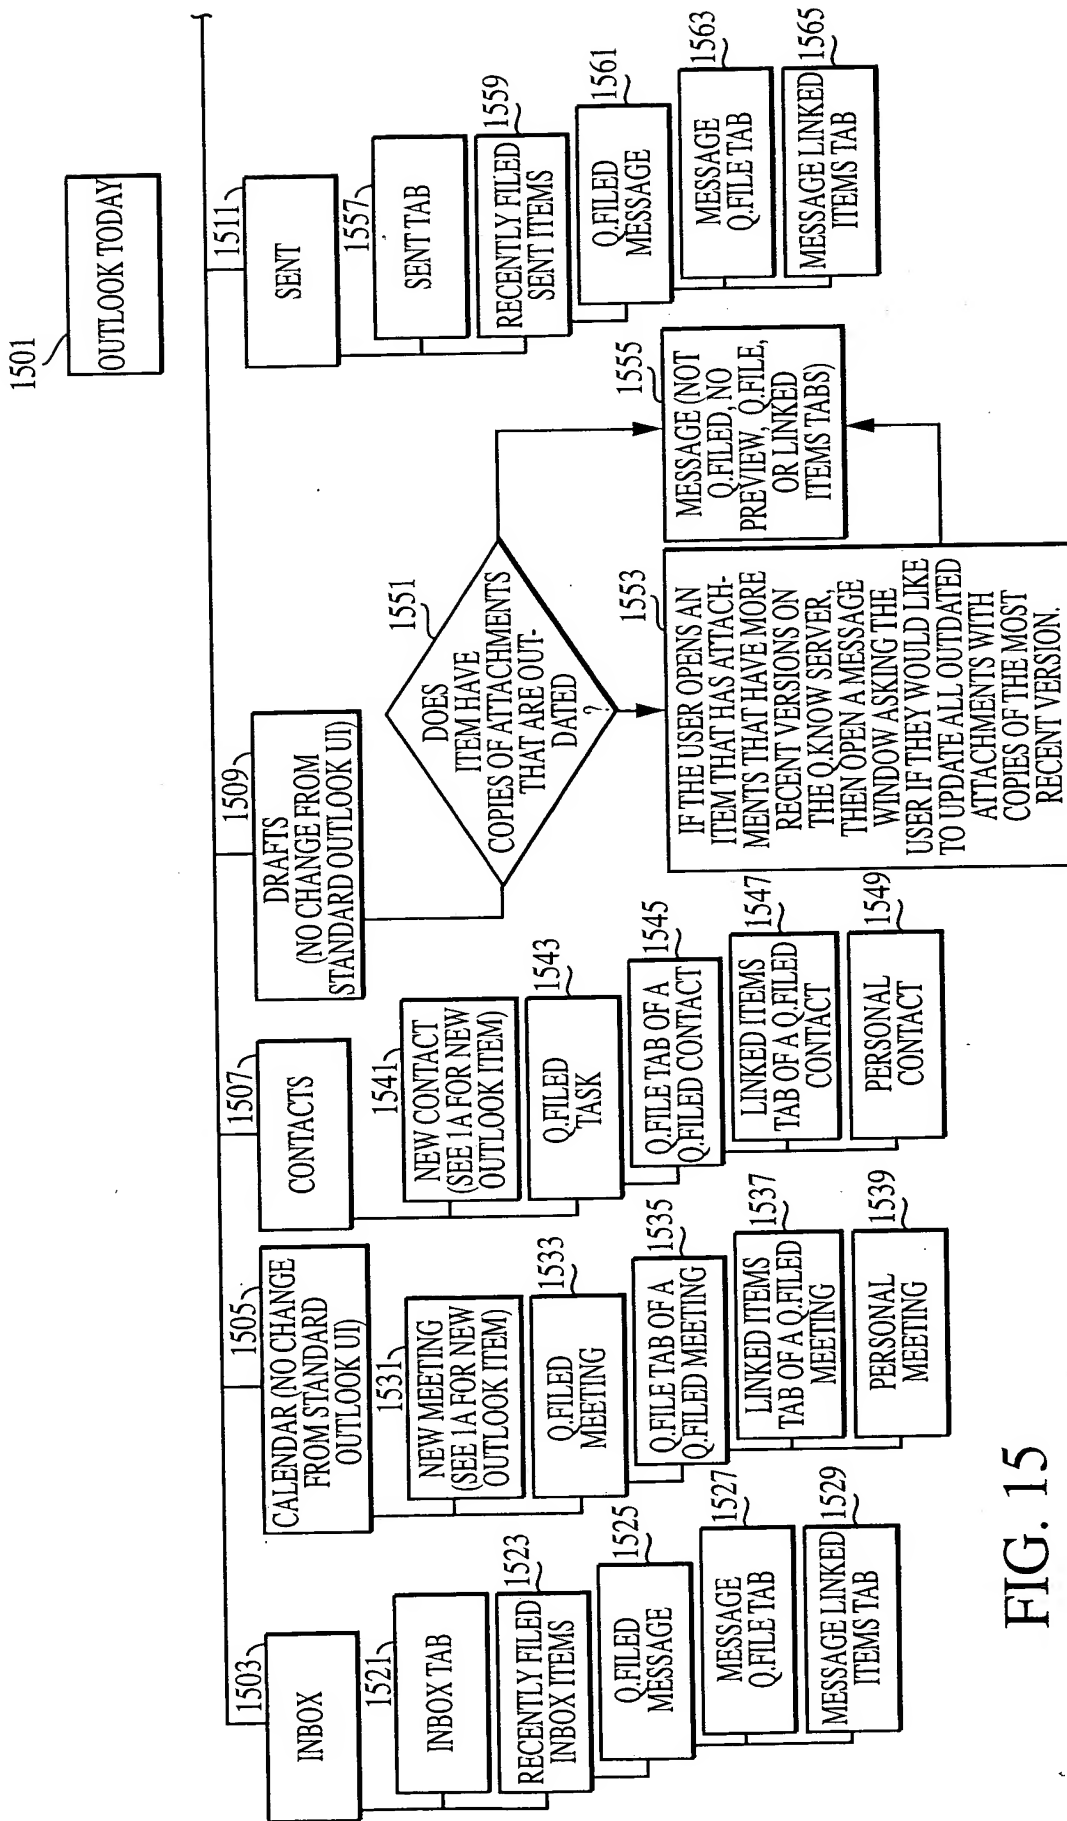 1501
OUTLOOK TODAY
1503
INBOX
1521
INBOX TAB
1523
RECENTLY FILED
INBOX ITEMS
1525
Q.FILED
MESSAGE
1527
MESSAGE
Q.FILE TAB
1529
MESSAGE LINKED
ITEMS TAB
1505
CALENDAR (NO CHANGE
FROM STANDARD
OUTLOOK UI)
1531
NEW MEETING
(SEE 1A FOR NEW
OUTLOOK ITEM)
1533
Q.FILED
MEETING
1535
Q.FILE TAB OF A
Q.FILED MEETING
1537
LINKED ITEMS
TAB OF A Q.FILED
MEETING
1539
PERSONAL
MEETING
1507
CONTACTS
1541
NEW CONTACT
(SEE 1A FOR NEW
OUTLOOK ITEM)
1543
Q.FILED
TASK
1545
Q.FILE TAB OF A
Q.FILED CONTACT
1547
LINKED ITEMS
TAB OF A Q.FILED
CONTACT
1549
PERSONAL
CONTACT
1509
DRAFTS
(NO CHANGE FROM
STANDARD OUTLOOK UI)
1551
DOES
ITEM HAVE
COPIES OF ATTACHMENTS
THAT ARE OUT-
DATED
?
1553
IF THE USER OPENS AN
ITEM THAT HAS ATTACH-
MENTS THAT HAVE MORE
RECENT VERSIONS ON
THE Q.KNOW SERVER,
THEN OPEN A MESSAGE
WINDOW ASKING THE
USER IF THEY WOULD LIKE
TO UPDATE ALL OUTDATED
ATTACHMENTS WITH
COPIES OF THE MOST
RECENT VERSION.
1555
MESSAGE (NOT
Q.FILED, NO
PREVIEW, Q.FILE,
OR LINKED
ITEMS TABS)
1511
SENT
1557
SENT TAB
1559
RECENTLY FILED
SENT ITEMS
1561
Q.FILED
MESSAGE
1563
MESSAGE
Q.FILE TAB
1565
MESSAGE LINKED
ITEMS TAB
FIG. 15